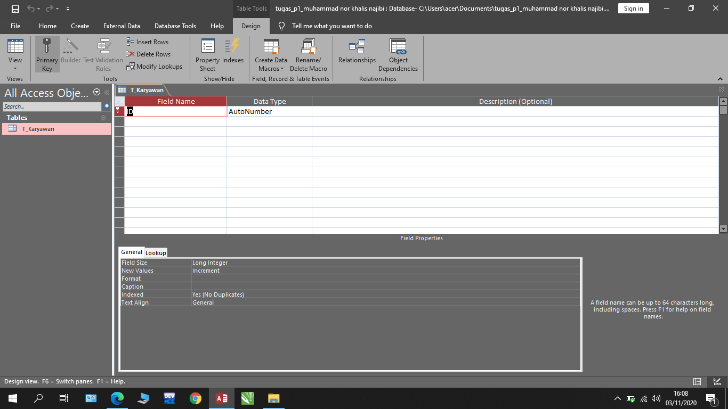 Table Tools
tugas_p1_muhammad nor khalis najibi : Database- C:\Users\acer\Documents\tugas_p1_muhammad nor khalis najibi....
Sign in
File
Home
Create
External Data
Database Tools
Help
Design
Tell me what you want to do
View
Primary Key
Builder
Test Validation Rules
Insert Rows
Delete Rows
Modify Lookups
Property Sheet
Indexes
Create Data Macros
Rename/ Delete Macro
Relationships
Object Dependencies
Views
Tools
Show/Hide
Field, Record & Table Events
Relationships
All Access Obje...
Search...
Tables
T_Karyawan
T_Karyawan
Field Name
Data Type
Description (Optional)
ID
AutoNumber
Field Properties
General
Lookup
Field Size
Long Integer
New Values
Increment
Format
Caption
Indexed
Yes (No Duplicates)
Text Align
General
A field name can be up to 64 characters long, including spaces. Press F1 for help on field names.
Design view. F6 = Switch panes. F1 = Help.
16:08
03/11/2020